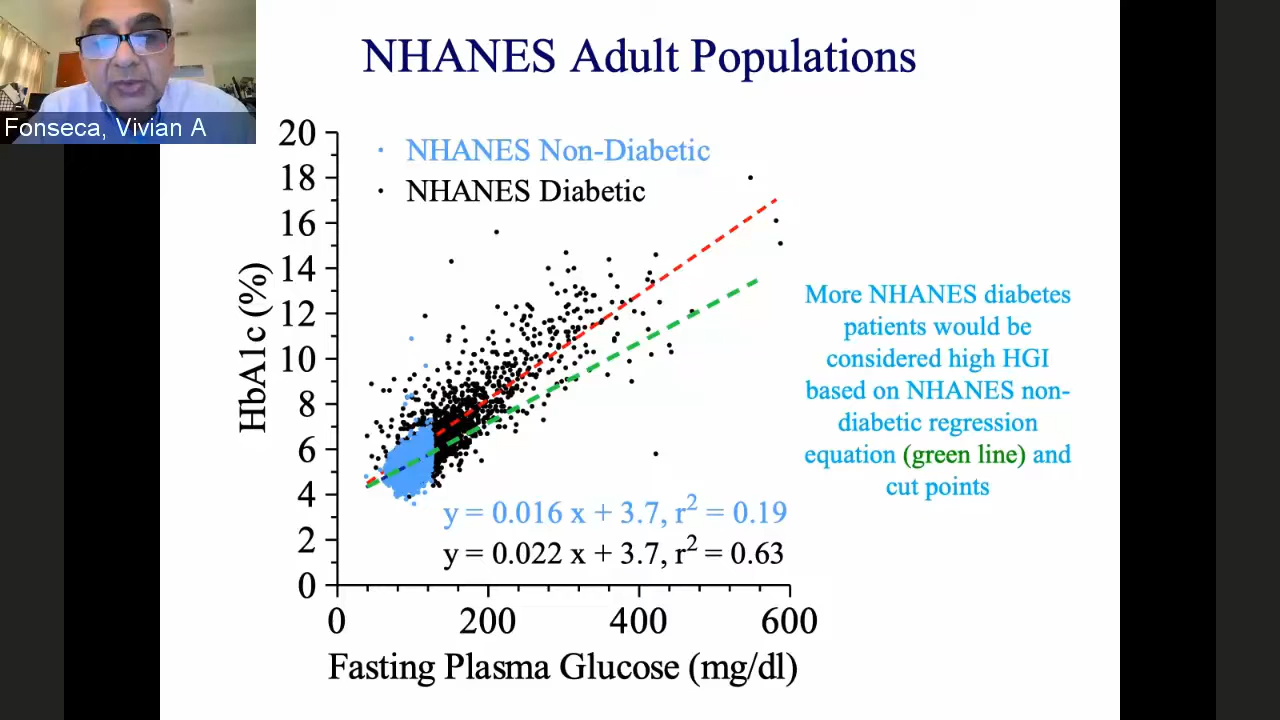 NHANES Adult Populations
Fonseca, Vivian A
NHANES Non-Diabetic
NHANES Diabetic
20
18
16
14
12
10
8
6
4
2
0
HbA1c (%)
y = 0.016 x + 3.7, r² = 0.19
y = 0.022 x + 3.7, r² = 0.63
0 200 400 600
Fasting Plasma Glucose (mg/dl)
More NHANES diabetes
patients would be
considered high HGI
based on NHANES non-
diabetic regression
equation (green line) and
cut points